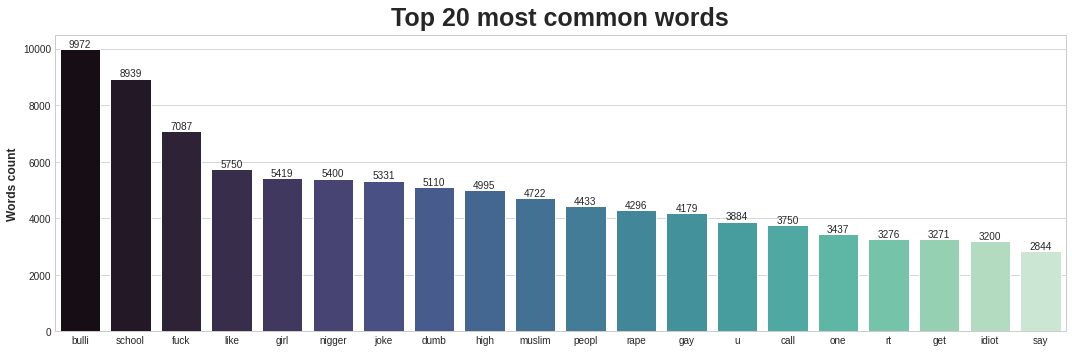 Top 20 most common words
Words count
10000
8000
6000
4000
2000
0
9972 8939 7087 5750 5419 5400 5331 5110 4995 4722 4433 4296 4179 3884 3750 3437 3276 3271 3200 2844
bulli school fuck like girl nigger joke dumb high muslim peopl rape gay u call one rt get idiot say